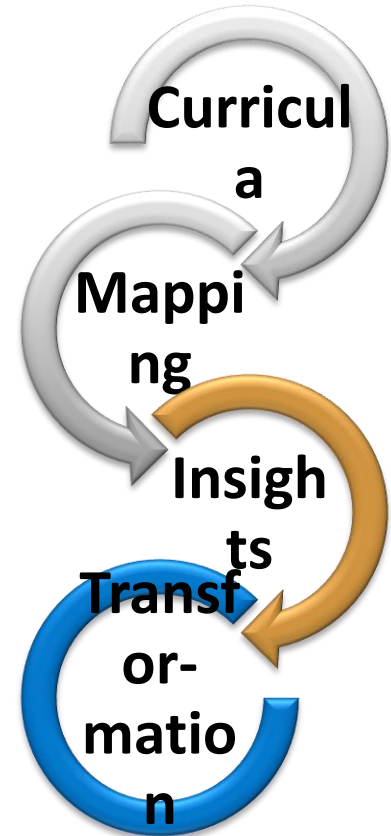 Curricul
a
Mappi
ng
Insigh
ts
Transf
or-
matio
n